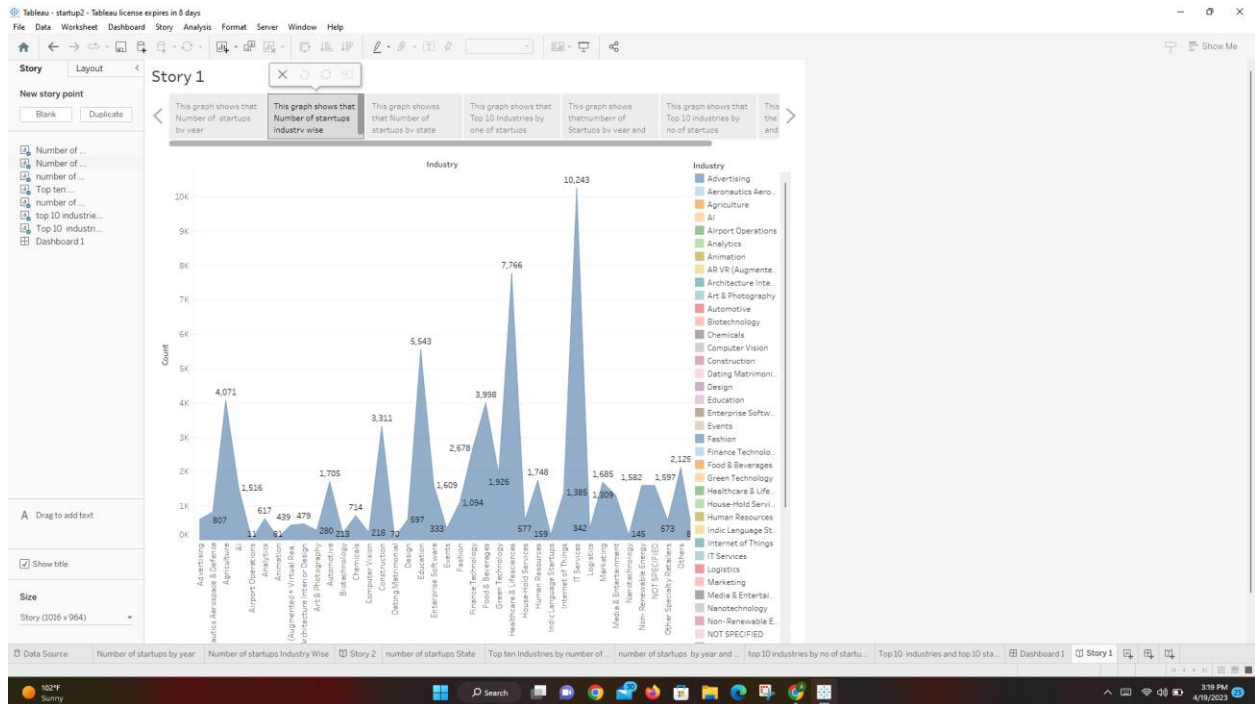 Tableau - startup2 - Tableau license expires in 8 days
File Data Worksheet Dashboard Story Analysis Format Server Window Help
Show Me
Story Layout
New story point
Blank Duplicate
Number of ...
Number of ...
number of ...
Top ten ...
number of ...
top 10 industrie...
Top 10 industri...
Dashboard 1
A Drag to add text
Show title
Size
Story (1016 x 964)
Story 1
This graph shows that
Number of startups
by year
This graph shows that
Number of starrtups
industry wise
This graph showss
that Number of
startups by state
This graph shows that
Top 10 Industries by
one of startups
This graph shows
thatnumberr of
Startups by year and
This graph shows that
Top 10 industries by
no of startups
This
the
and
Industry
Count
10K
9K
8K
7K
6K
5K
4K
3K
2K
1K
0K
807
4,071
1,516
11
617
81
439
479
280
1,705
213
714
218
3,311
70
597
5,543
1,609
333
1,094
2,678
3,998
1,926
7,766
577
1,748
159
1,385
10,243
342
1,685
1,309
145
1,582
1,597
573
2,125
8
Advertising
autics Aerospace & Defence
Agriculture
AI
Airport Operations
Analytics
Animation
(Augmented + Virtual Rea..
Architecture Interior Design
Art & Photography
Automotive
Biotechnology
Chemicals
Computer Vision
Construction
Dating Matrimonial
Design
Education
Enterprise Software
Events
Fashion
Finance Technology
Food & Beverages
Green Technology
Healthcare & Lifesciences
House-Hold Services
Human Resources
Indic Language Startups
Internet of Things
IT Services
Logistics
Marketing
Media & Entertainment
Nanotechnology
Non- Renewable Energy
NOT SPECIFIED
Other Specialty Retailers
Others
Industry
Advertising
Aeronautics Aero..
Agriculture
AI
Airport Operations
Analytics
Animation
AR VR (Augmente..
Architecture Inte..
Art & Photography
Automotive
Biotechnology
Chemicals
Computer Vision
Construction
Dating Matrimoni..
Design
Education
Enterprise Softw..
Events
Fashion
Finance Technolo..
Food & Beverages
Green Technology
Healthcare & Life..
House-Hold Servi..
Human Resources
Indic Language St..
Internet of Things
IT Services
Logistics
Marketing
Media & Entertai..
Nanotechnology
Non- Renewable E..
NOT SPECIFIED
Data Source Number of startups by year Number of startups Industry Wise Story 2 number of startups State Top ten Industries by number of ... number of startups by year and ... top 10 industries by no of startu... Top 10 industries and top 10 sta... Dashboard 1 Story 1
102°F
Sunny
Search
3:19 PM
4/19/2023